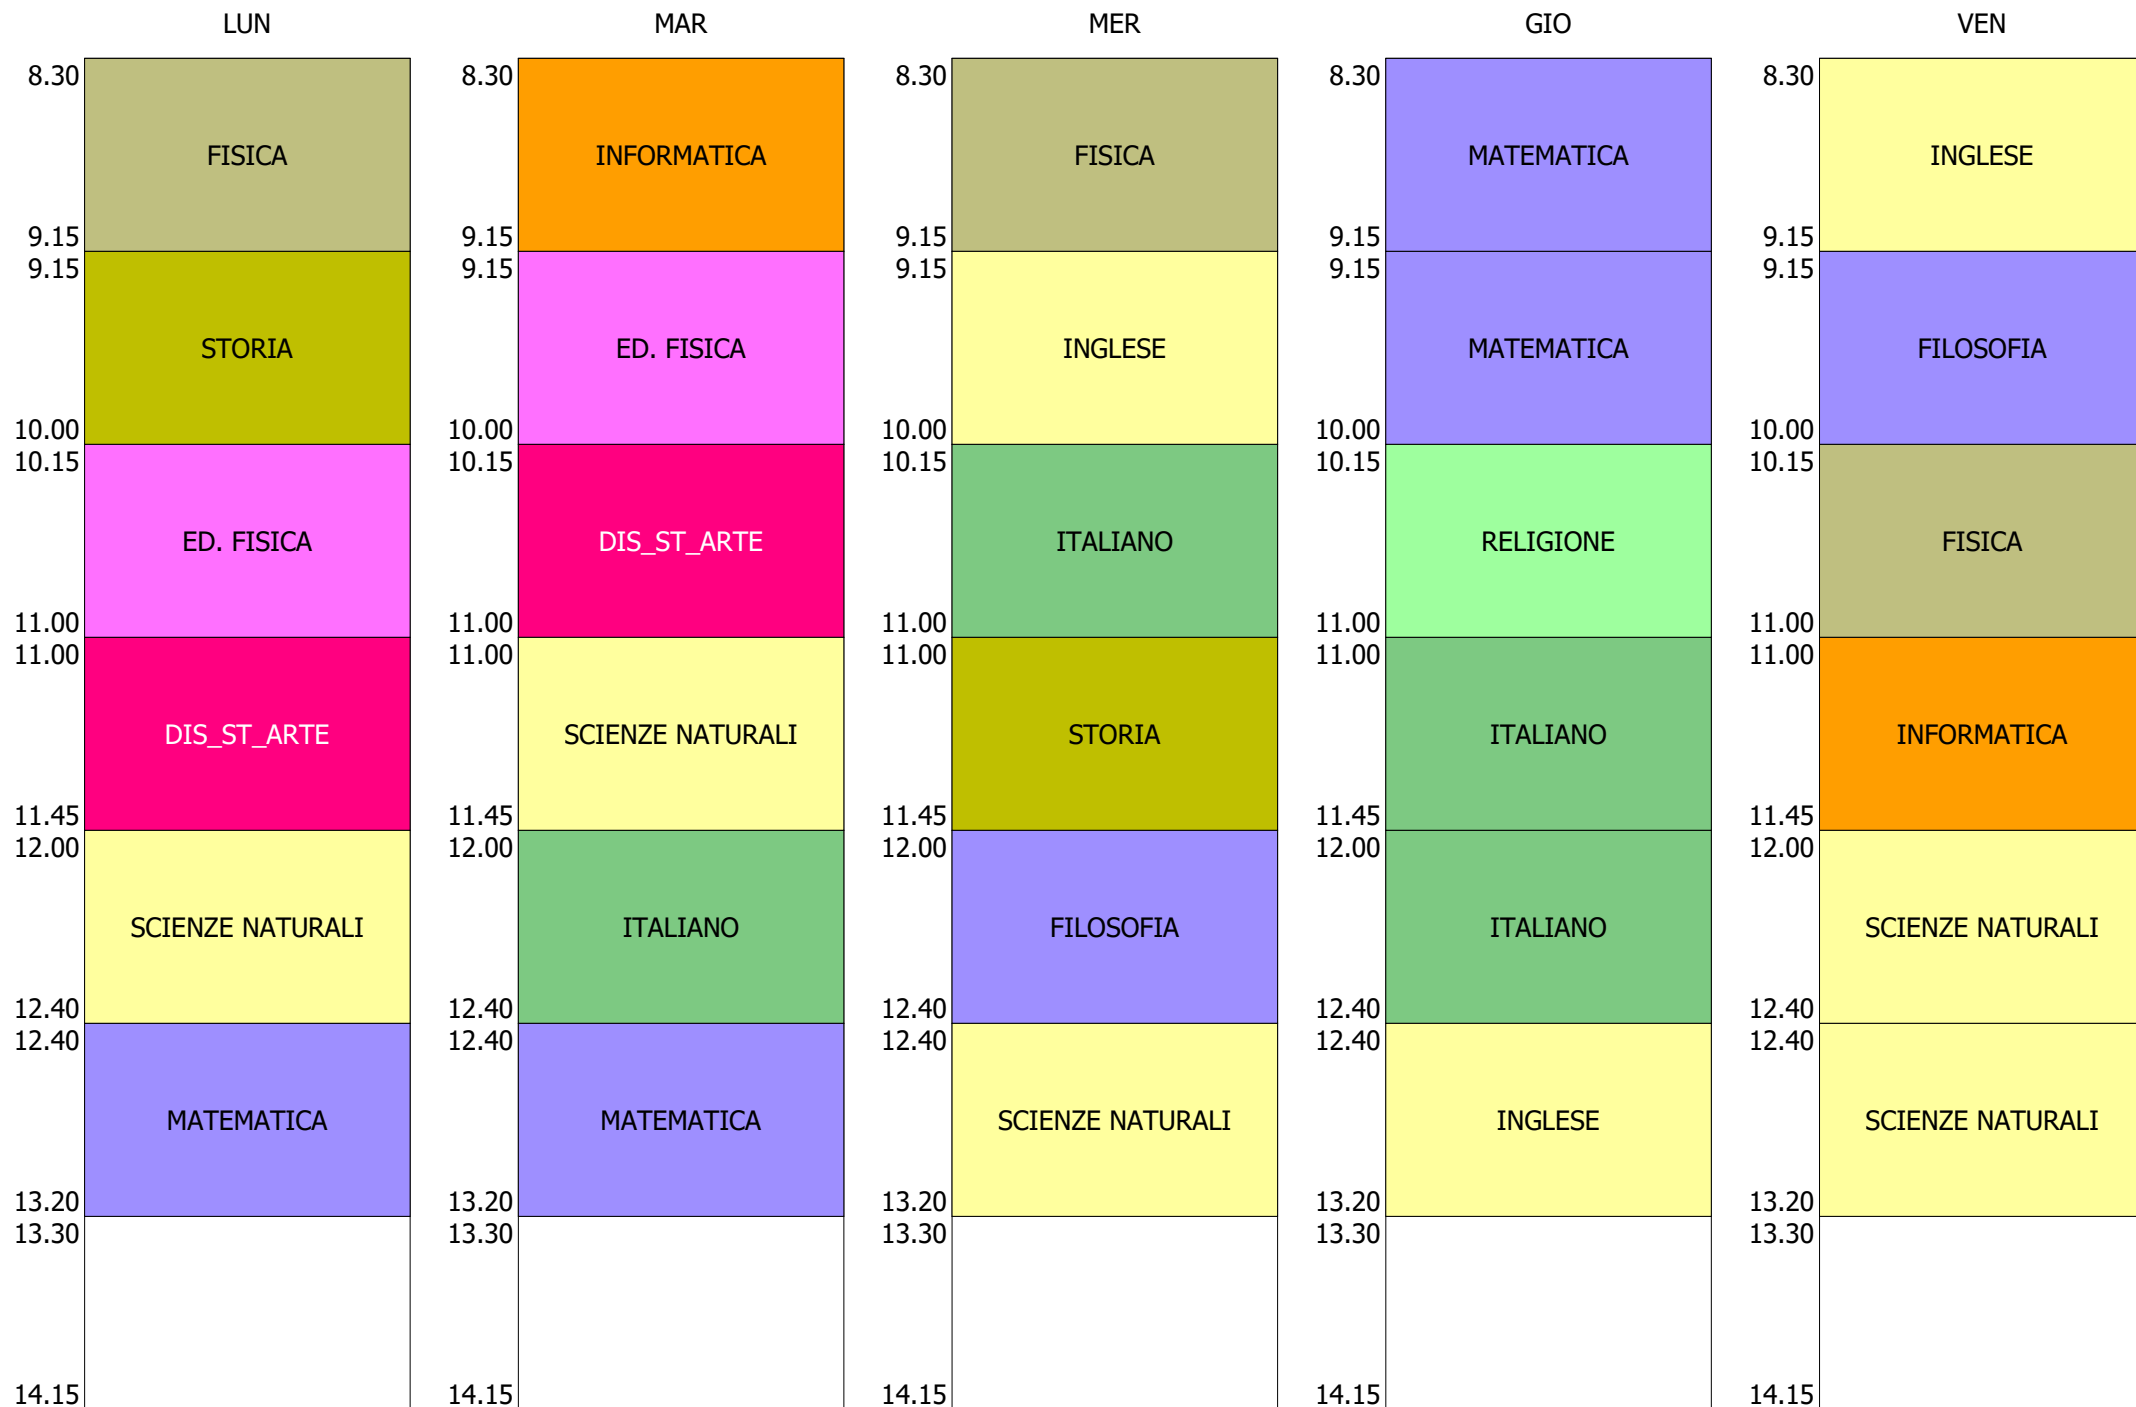 LUN MAR MER GIO VEN
8.30 8.30 8.30 8.30 8.30
FISICA INFORMATICA FISICA MATEMATICA INGLESE
9.15 9.15 9.15 9.15 9.15
9.15 9.15 9.15 9.15 9.15
STORIA ED. FISICA INGLESE MATEMATICA FILOSOFIA
10.00 10.00 10.00 10.00 10.00
10.15 10.15 10.15 10.15 10.15
ED. FISICA DIS_ST_ARTE ITALIANO RELIGIONE FISICA
11.00 11.00 11.00 11.00 11.00
11.00 11.00 11.00 11.00 11.00
DIS_ST_ARTE SCIENZE NATURALI STORIA ITALIANO INFORMATICA
11.45 11.45 11.45 11.45 11.45
12.00 12.00 12.00 12.00 12.00
SCIENZE NATURALI ITALIANO FILOSOFIA ITALIANO SCIENZE NATURALI
12.40 12.40 12.40 12.40 12.40
12.40 12.40 12.40 12.40 12.40
MATEMATICA MATEMATICA SCIENZE NATURALI INGLESE SCIENZE NATURALI
13.20 13.20 13.20 13.20 13.20
13.30 13.30 13.30 13.30 13.30
14.15 14.15 14.15 14.15 14.15